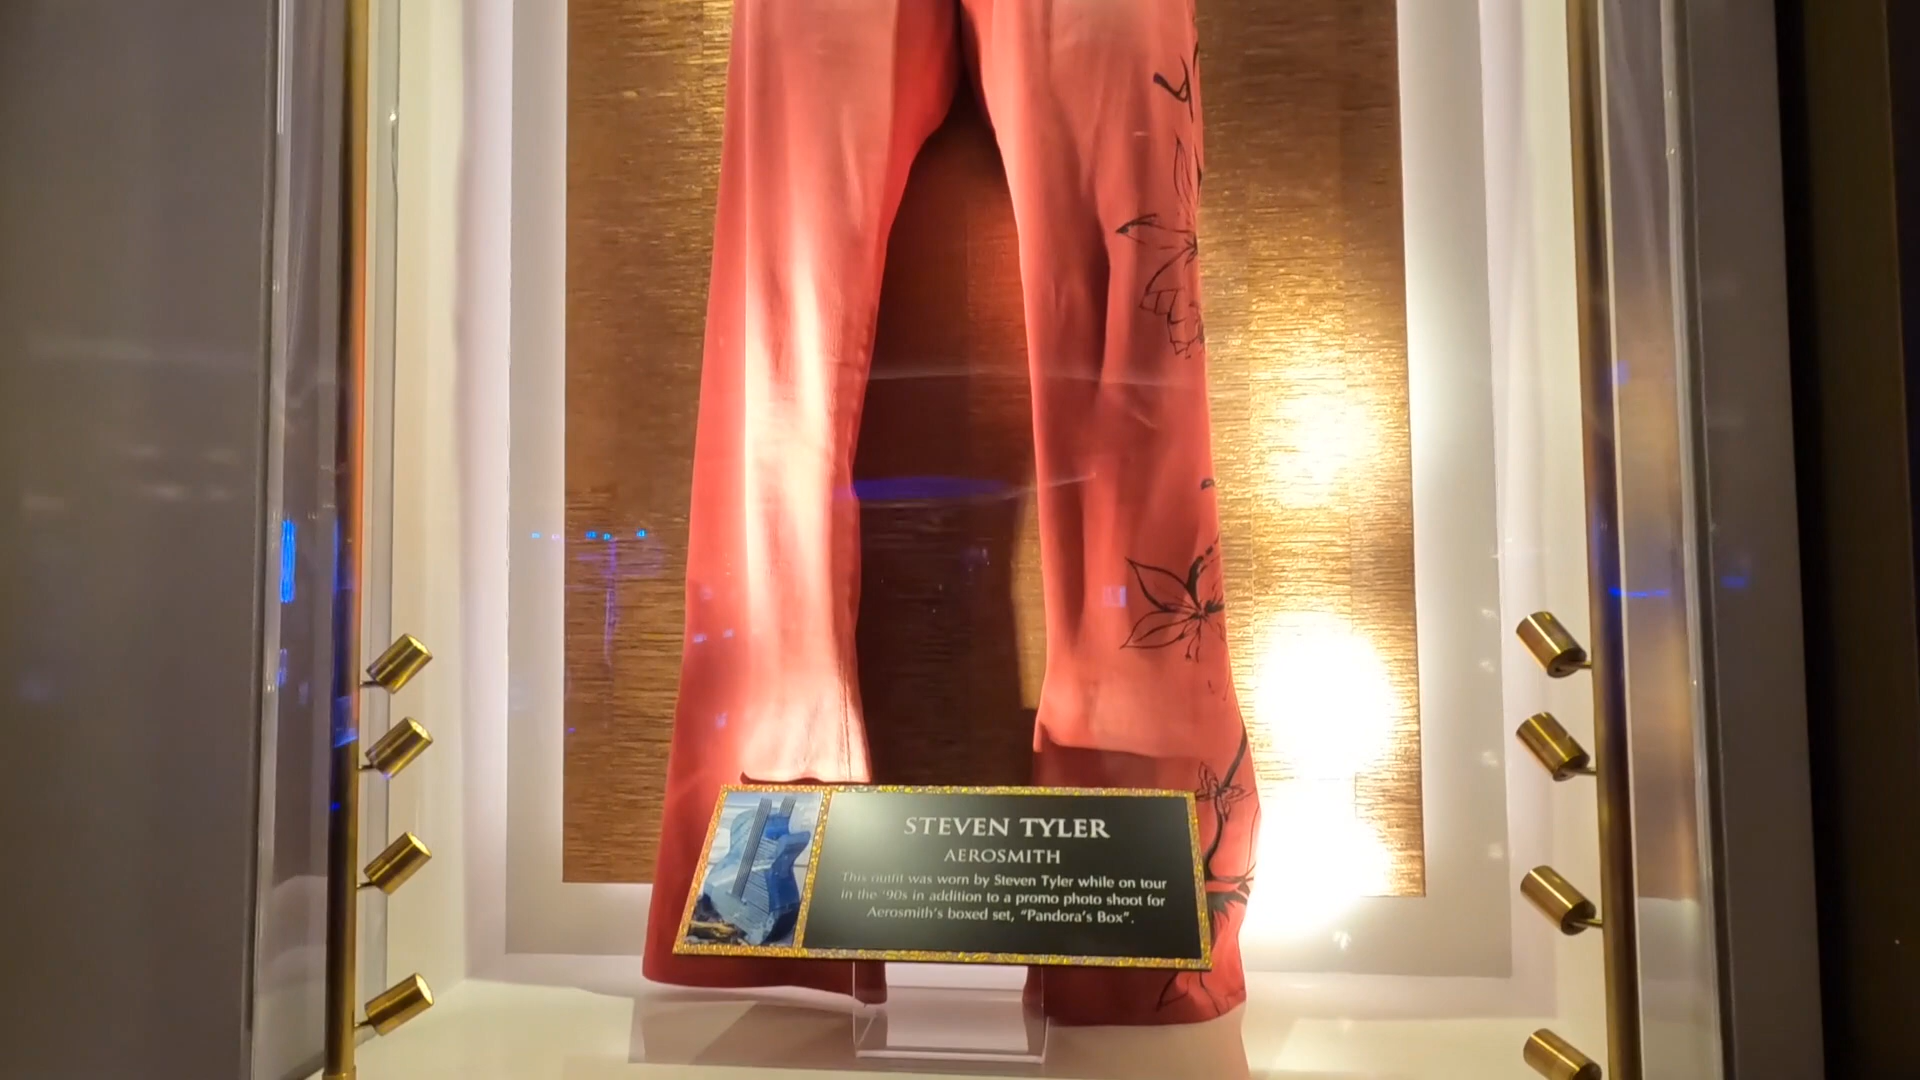 STEVEN TYLER
AEROSMITH
This outfit was worn by Steven Tyler while on tour
in the '90s in addition to a promo photo shoot for
Aerosmith's boxed set, "Pandora's Box".